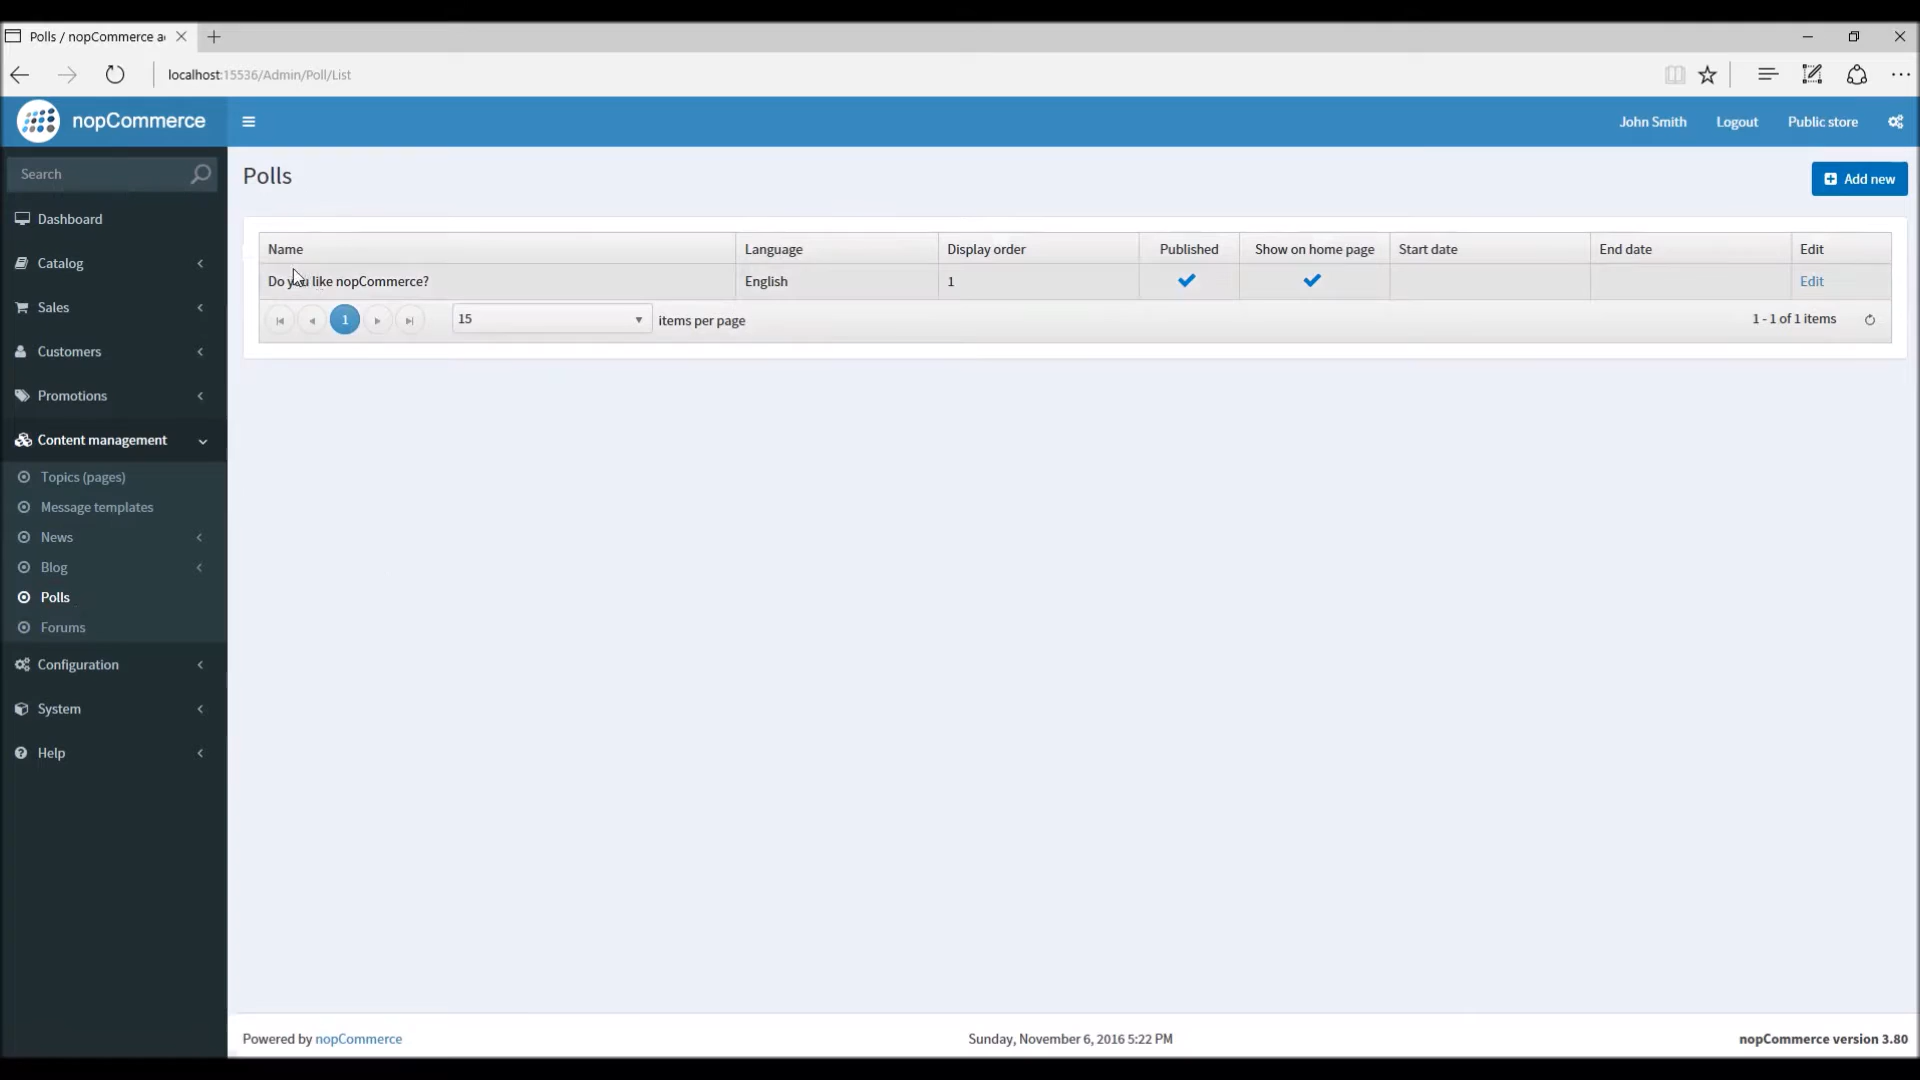 Polls / nopCommerce a
localhost:15536/Admin/Poll/List
nopCommerce
John Smith
Logout
Public store
Search
Polls
Add new
Dashboard
Catalog
Sales
Customers
Promotions
Content management
Topics (pages)
Message templates
News
Blog
Polls
Forums
Configuration
System
Help
Name Language Display order Published Show on home page Start date End date Edit
Do you like nopCommerce? English 1 Edit
1 15 items per page 1 - 1 of 1 items
Powered by nopCommerce
Sunday, November 6, 2016 5:22 PM
nopCommerce version 3.80